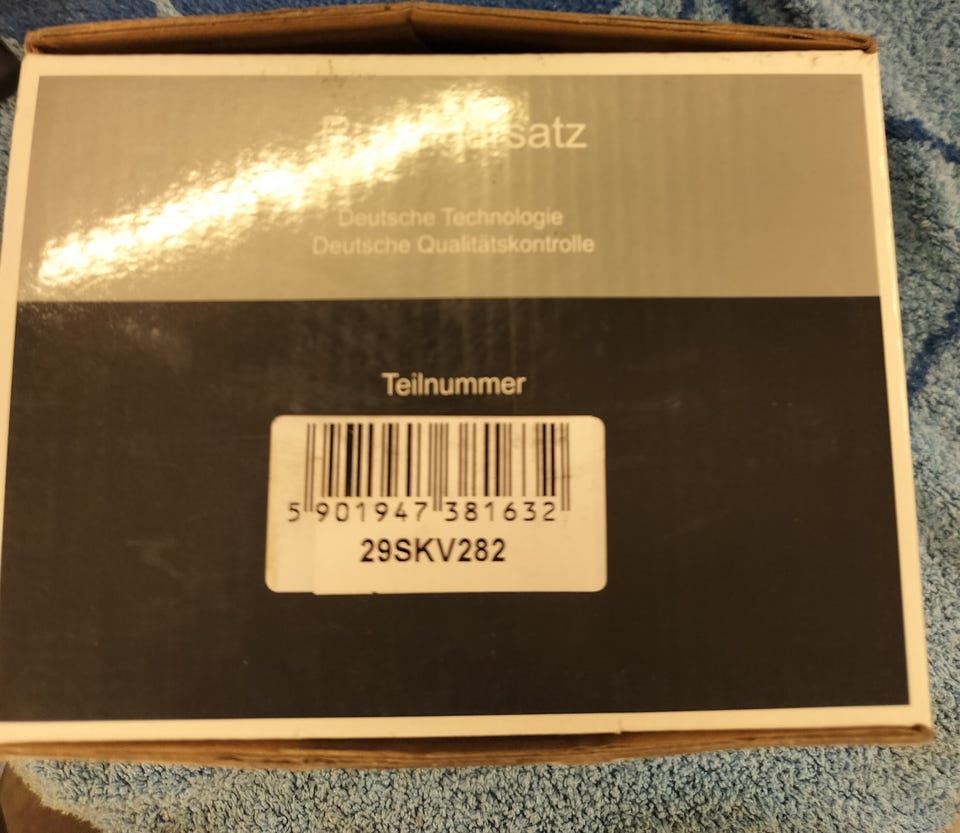 Deutsche Technologie
Deutsche Qualitätskontrolle
Teilnummer
5 901947 381632
29SKV282